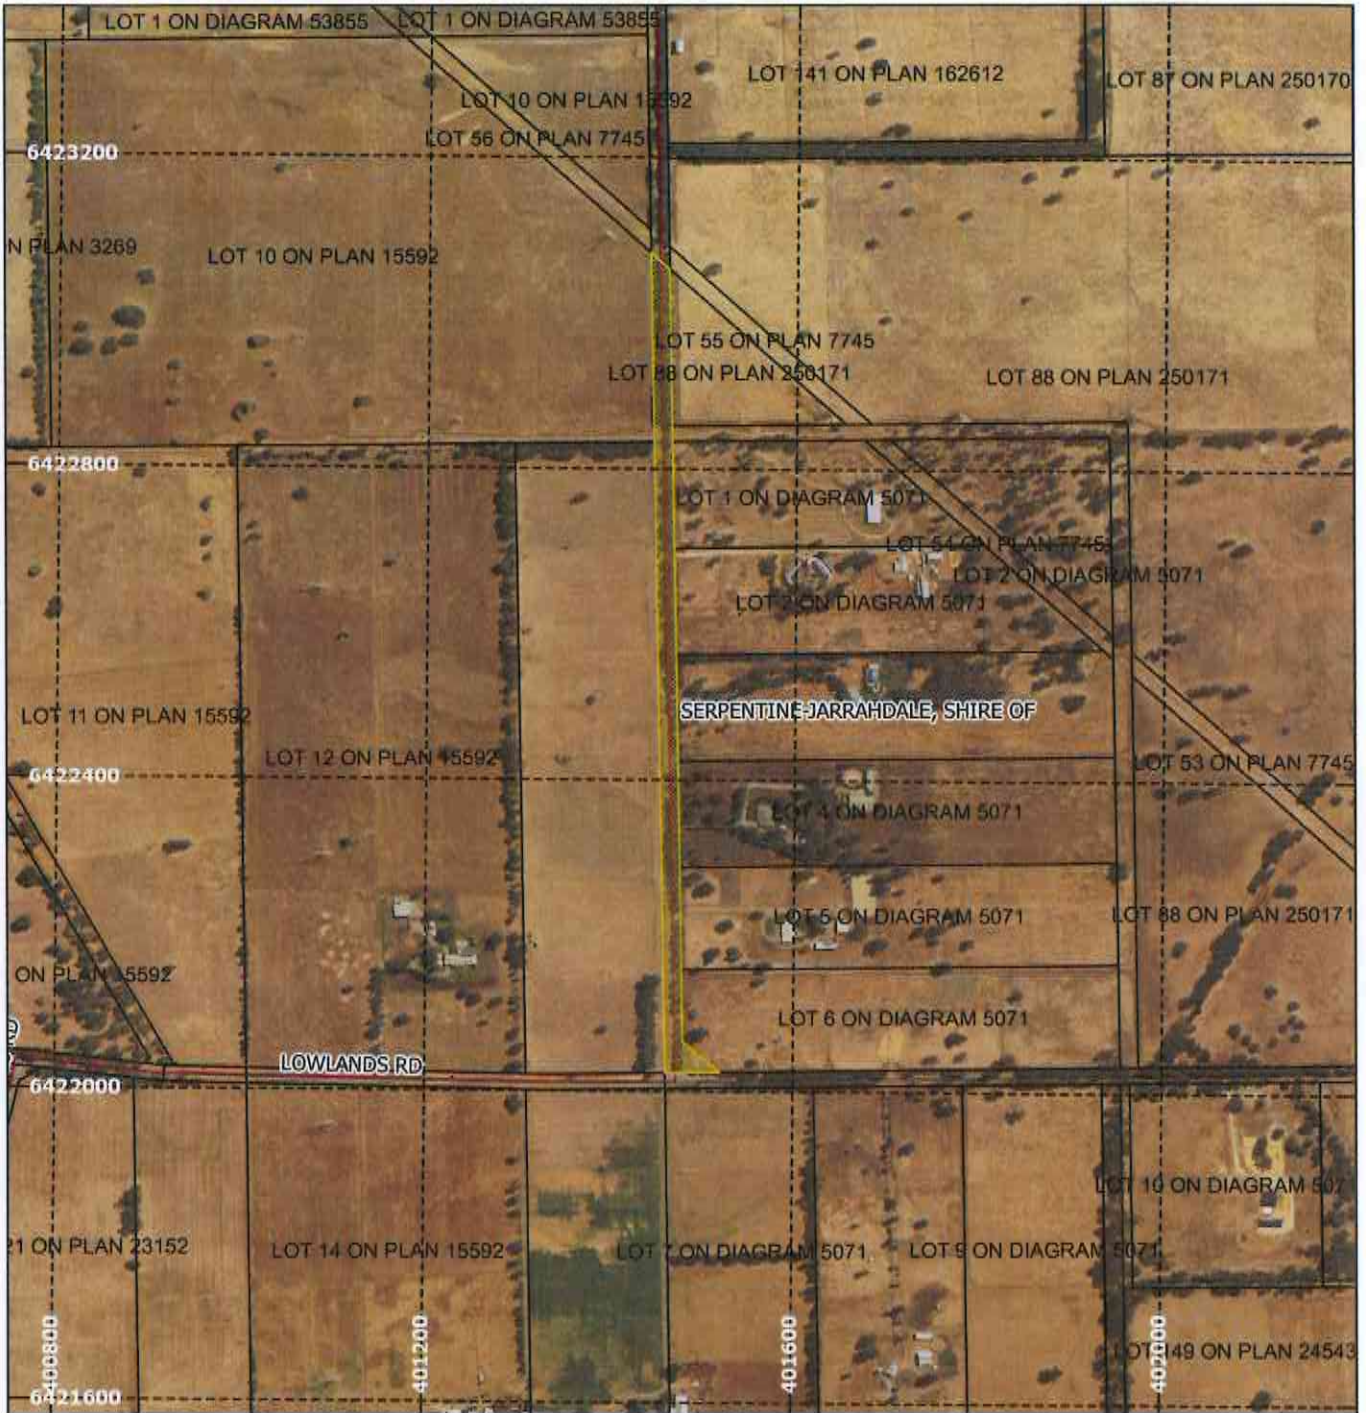 LOT 1 ON DIAGRAM 53855
LOT 1 ON DIAGRAM 53855
LOT 141 ON PLAN 162612
LOT 87 ON PLAN 250170
LOT 10 ON PLAN 15592
LOT 56 ON PLAN 7745
6423200
N PLAN 3269
LOT 10 ON PLAN 15592
LOT 55 ON PLAN 7745
LOT 88 ON PLAN 250171
LOT 88 ON PLAN 250171
6422800
LOT 1 ON DIAGRAM 5071
LOT 54 ON PLAN 7745
LOT 2 ON DIAGRAM 5071
LOT 2 ON DIAGRAM 5071
SERPENTINE-JARRAHDALE, SHIRE OF
LOT 11 ON PLAN 15592
LOT 12 ON PLAN 15592
LOT 53 ON PLAN 7745
6422400
LOT 4 ON DIAGRAM 5071
LOT 5 ON DIAGRAM 5071
LOT 88 ON PLAN 250171
ON PLAN 15592
LOT 6 ON DIAGRAM 5071
LOWLANDS RD
6422000
LOT 10 ON DIAGRAM 507
21 ON PLAN 23152
LOT 14 ON PLAN 15592
LOT 7 ON DIAGRAM 5071
LOT 9 ON DIAGRAM 5071
LOT 149 ON PLAN 24543
400800
401200
401600
402000
6421600